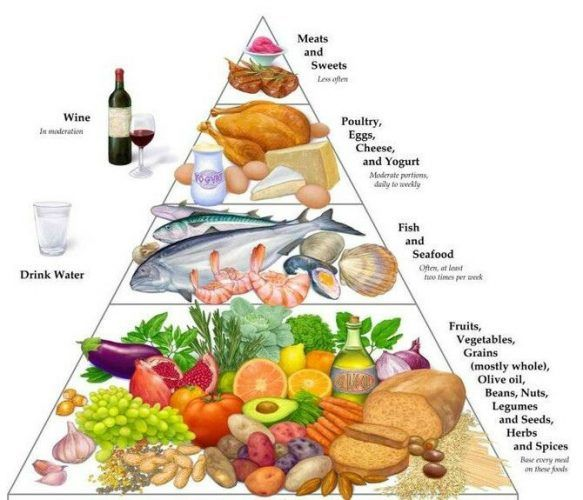 Meats
and
Sweets
Less often
Wine
In moderation
Poultry,
Eggs,
Cheese,
and Yogurt
Moderate portions,
daily to weekly
YOGURT
Drink Water
Fish
and
Seafood
Often, at least
two times per week
Fruits,
Vegetables,
Grains
(mostly whole),
Olive oil,
Beans, Nuts,
Legumes
and Seeds,
Herbs
and Spices
Base every meal
on these foods